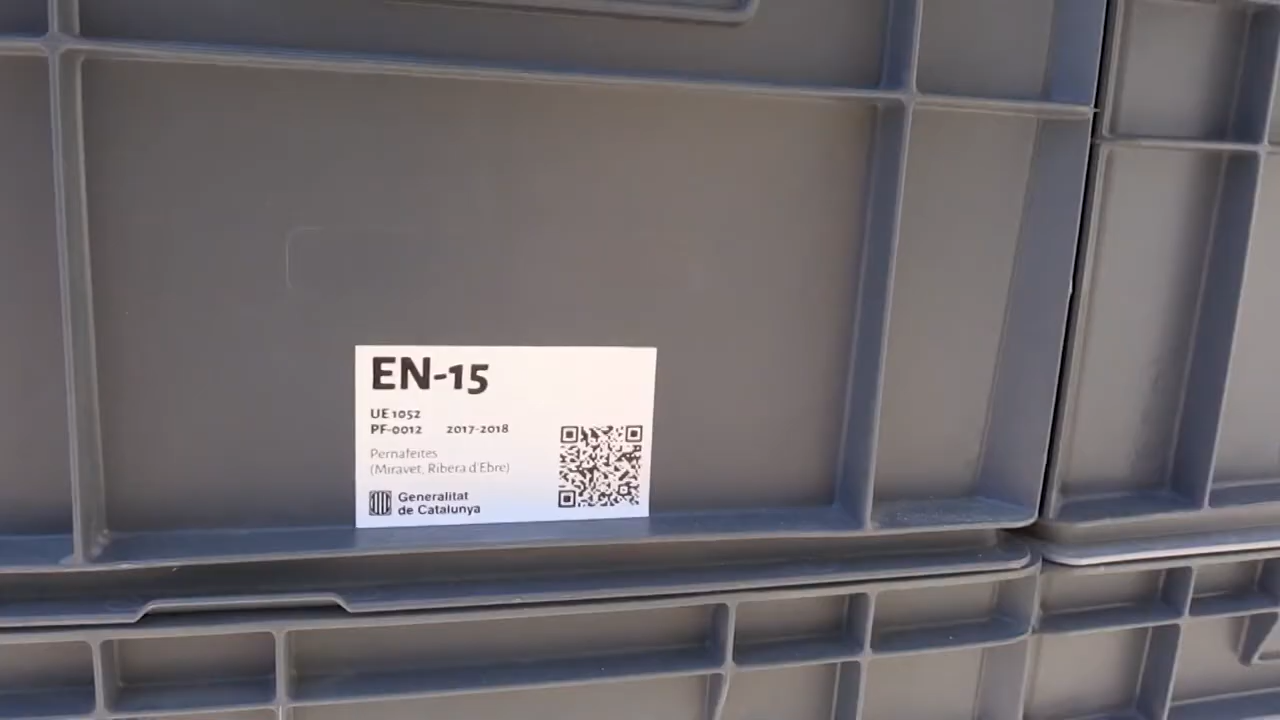 EN-15
UE 1052
PF-0012 2017-2018
Pernafeites
(Miravet, Ribera d'Ebre)
Generalitat
de Catalunya